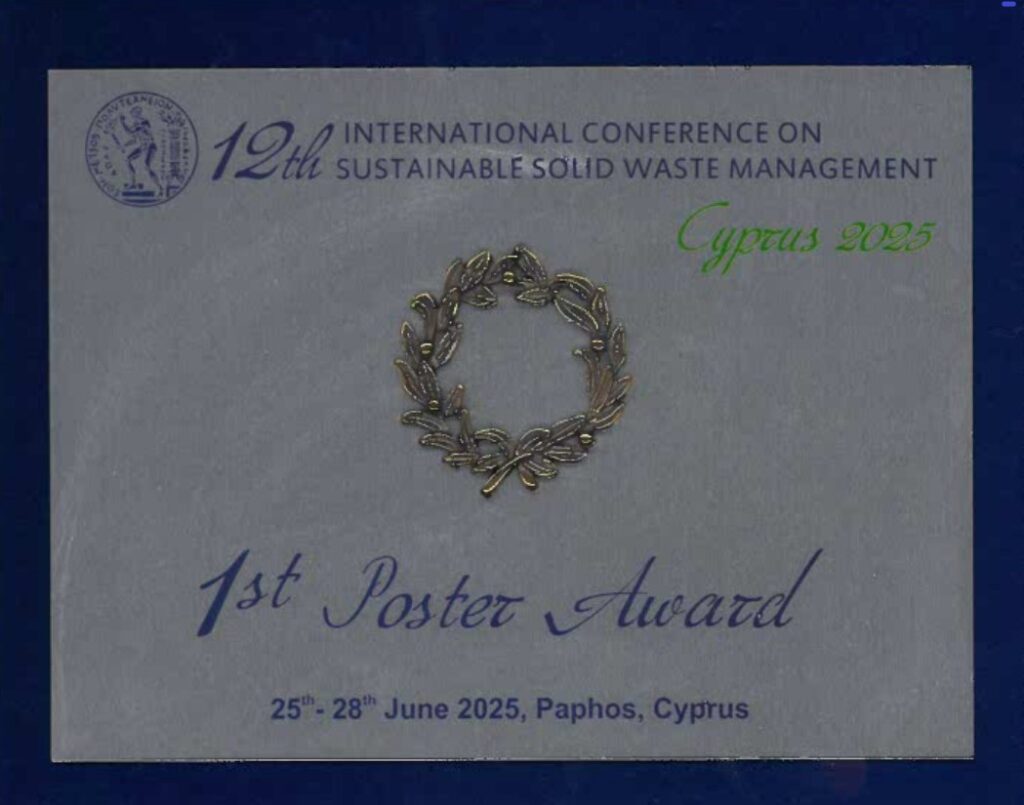 12th INTERNATIONAL CONFERENCE ON
SUSTAINABLE SOLID WASTE MANAGEMENT
Cyprus 2025
1st Poster Award
25th- 28th June 2025, Paphos, Cyprus